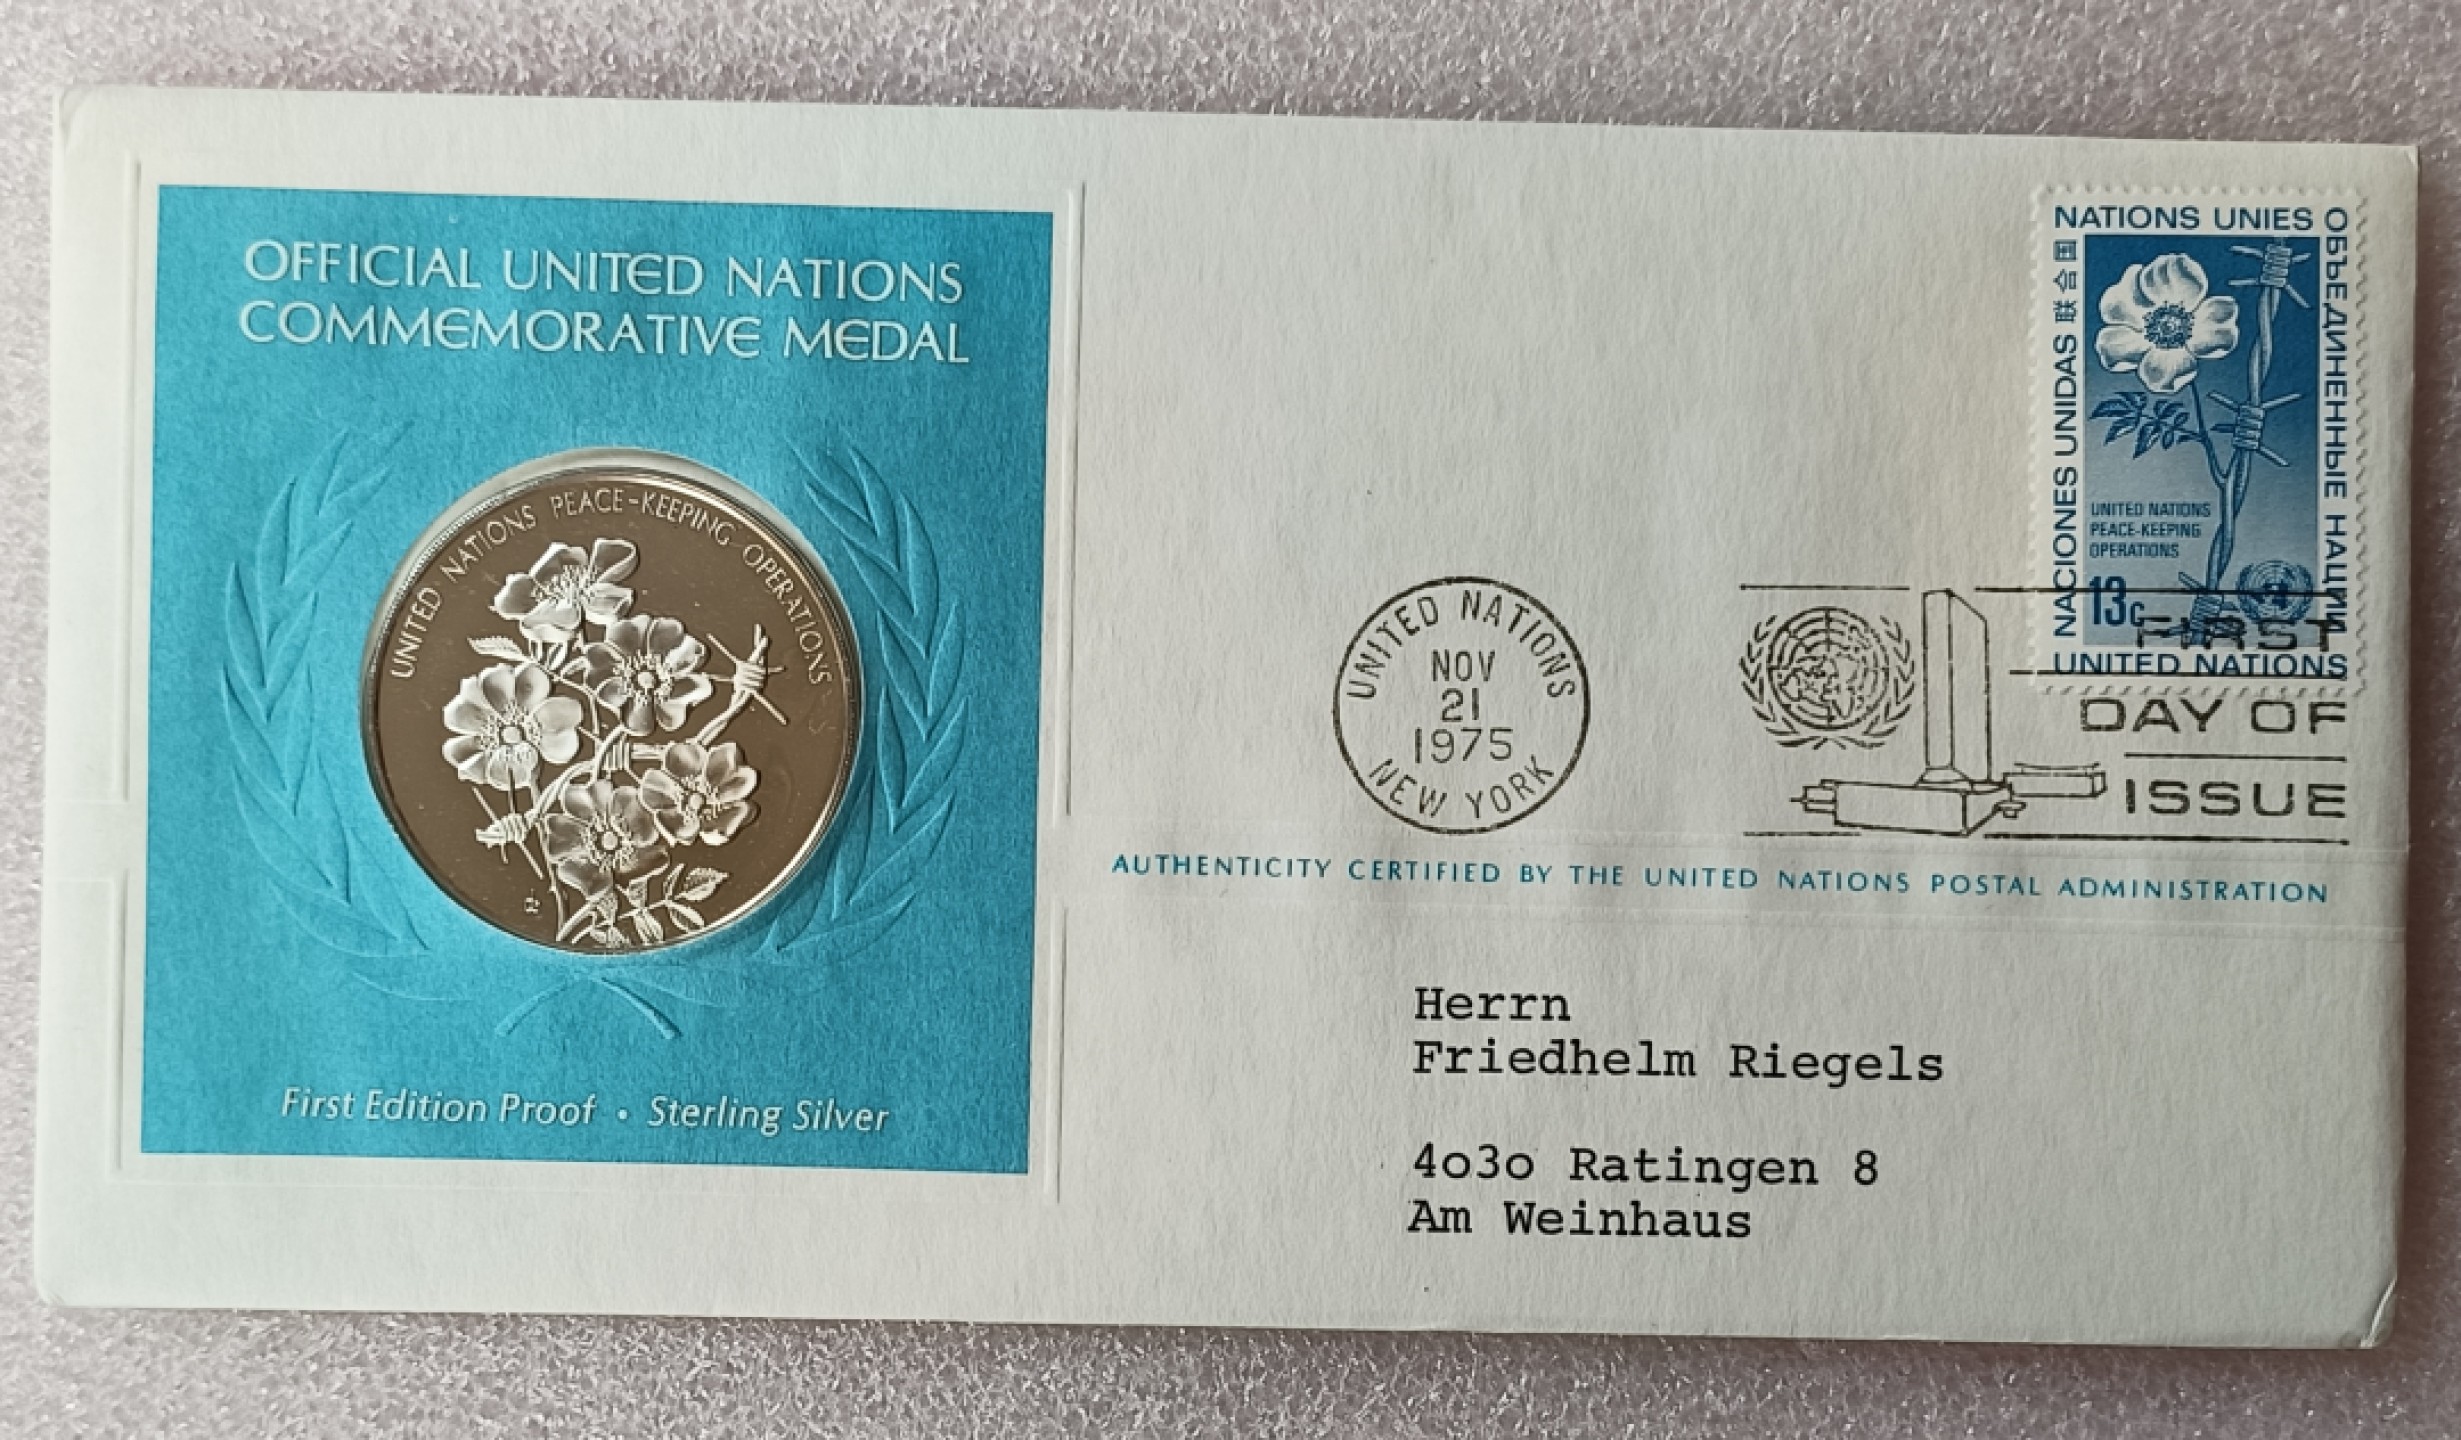 OFFICIAL UNITED NATIONS
COMMEMORATIVE MEDAL
UNITED NATIONS PEACE-KEEPING OPERATIONS
First Edition Proof • Sterling Silver
NATIONS UNIES
ОБЪЕДИНЕННЫЕ НАЦИИ
NACIONES UNIDAS 联合国
UNITED NATIONS
PEACE-KEEPING
OPERATIONS
13c
UNITED NATIONS
UNITED NATIONS
NOV
21
1975
NEW YORK
FIRST
DAY OF
ISSUE
AUTHENTICITY CERTIFIED BY THE UNITED NATIONS POSTAL ADMINISTRATION
Herrn
Friedhelm Riegels
4o3o Ratingen 8
Am Weinhaus